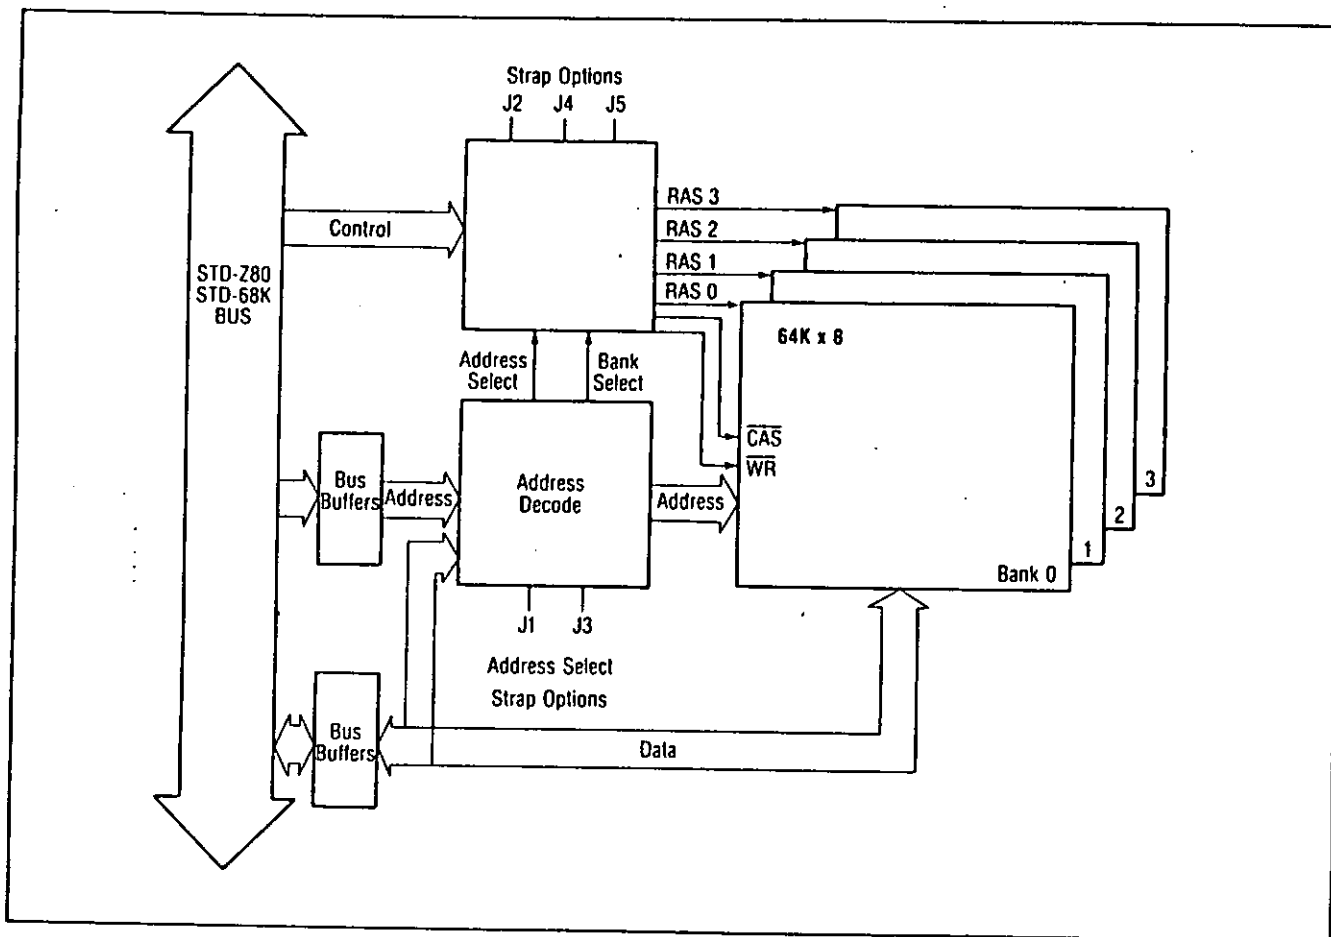 Strap Options
J2 J4 J5
RAS 3
RAS 2
RAS 1
RAS 0
Control
STD-Z80
STD-68K
BUS
64K x 8
Address
Select
Bank
Select
CAS
WR
Bus
Buffers
Address
Address
Decode
Address
3
2
1
Bank 0
J1 J3
Address Select
Strap Options
Bus
Buffers
Data